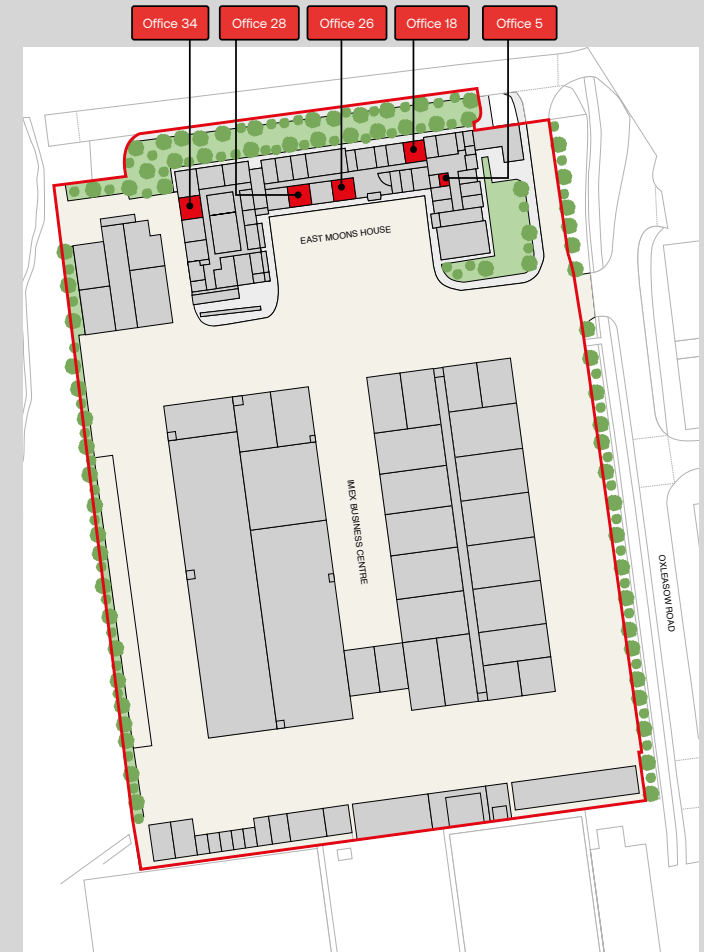 Office 34
Office 28
Office 26
Office 18
Office 5
EAST MOONS HOUSE
IMEX BUSINESS CENTRE
OXLEASOW ROAD